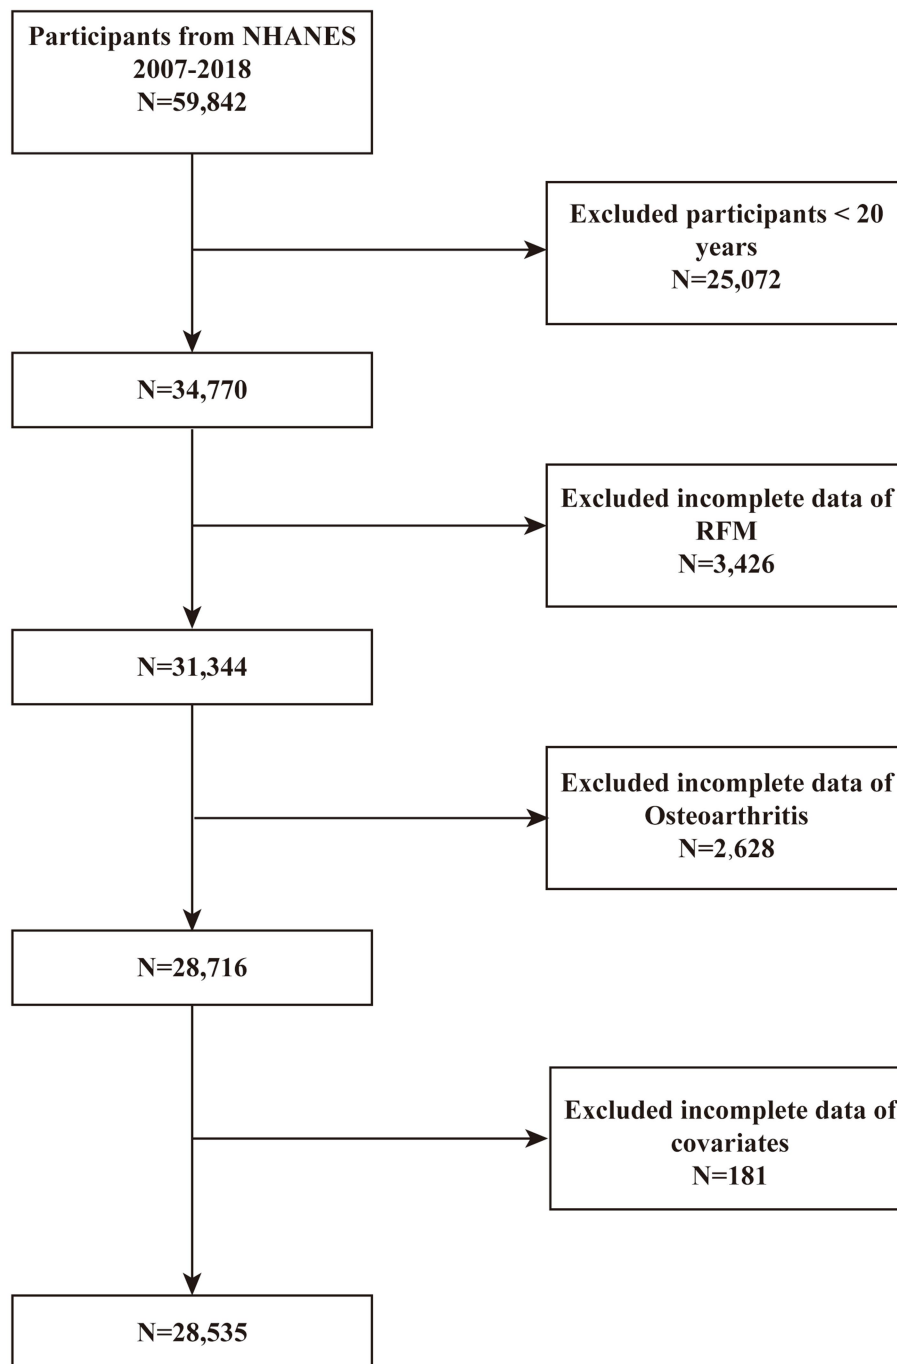 Participants from NHANES
2007-2018
N=59,842
Excluded participants < 20
years
N=25,072
N=34,770
Excluded incomplete data of
RFM
N=3,426
N=31,344
Excluded incomplete data of
Osteoarthritis
N=2,628
N=28,716
Excluded incomplete data of
covariates
N=181
N=28,535